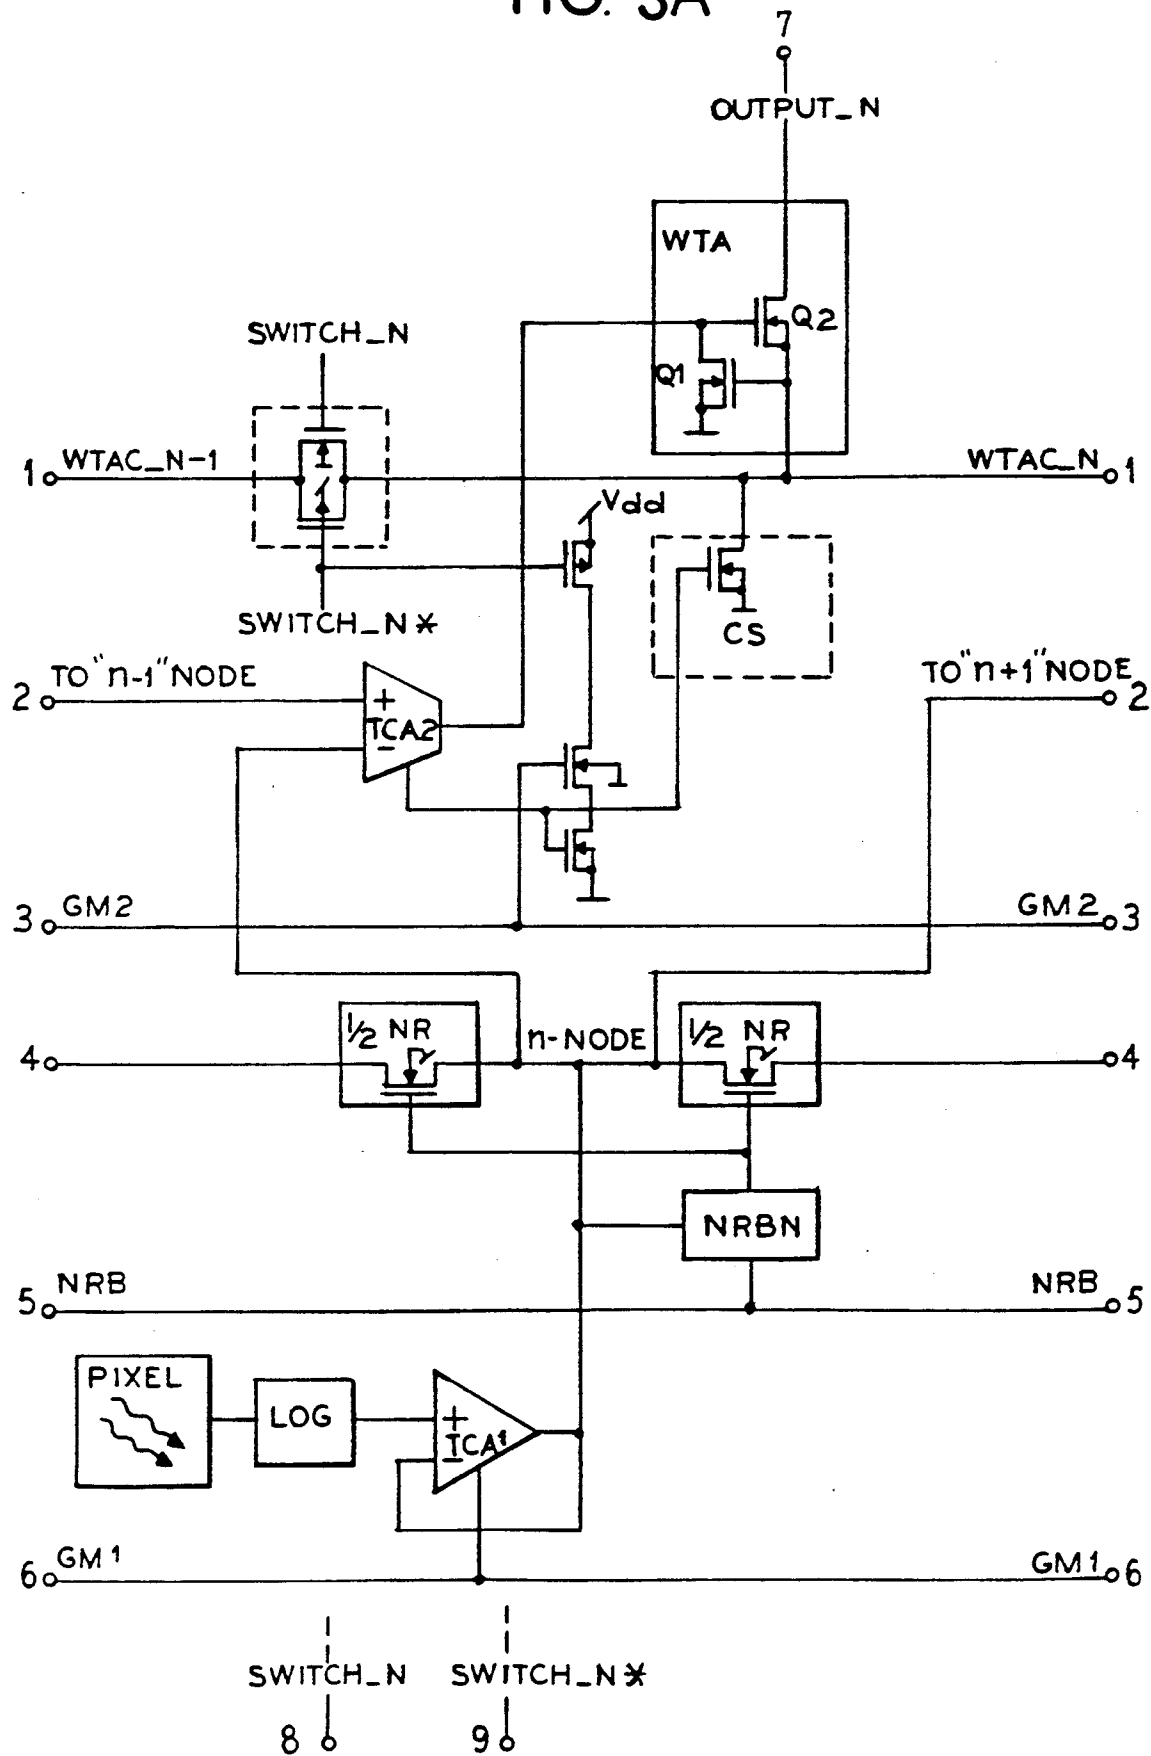 FIG. 3A
7
OUTPUT_N
WTA
Q2
SWITCH_N
Q1
1 WTAC_N-1
WTAC_N 1
Vdd
SWITCH_N*
CS
2 TO "n-1" NODE
TO "n+1" NODE 2
+
TCA2
-
3 GM2
GM2 3
1/2 NR
n-NODE
1/2 NR
4
4
NRBN
5 NRB
NRB 5
PIXEL
LOG
+
TCA1
-
6 GM1
GM1 6
SWITCH_N
SWITCH_N*
8
9